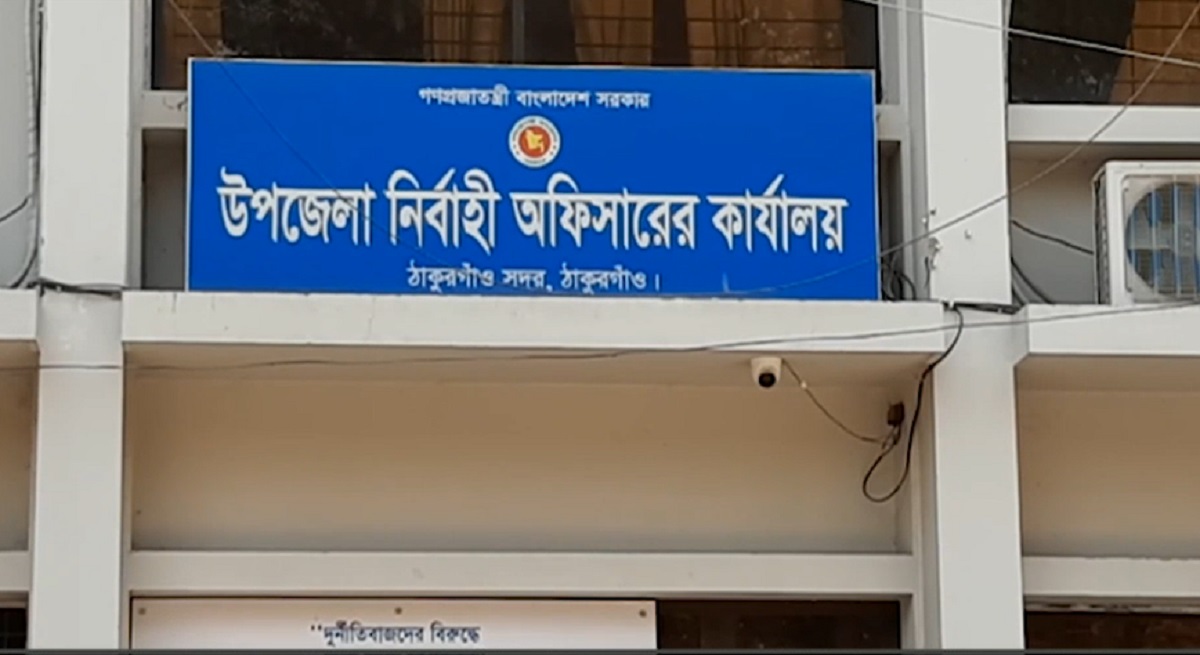 গণপ্রজাতন্ত্রী বাংলাদেশ সরকার
উপজেলা নির্বাহী অফিসারের কার্যালয়
ঠাকুরগাঁও সদর, ঠাকুরগাঁও।
"দুর্নীতিবাজদের বিরুদ্ধে